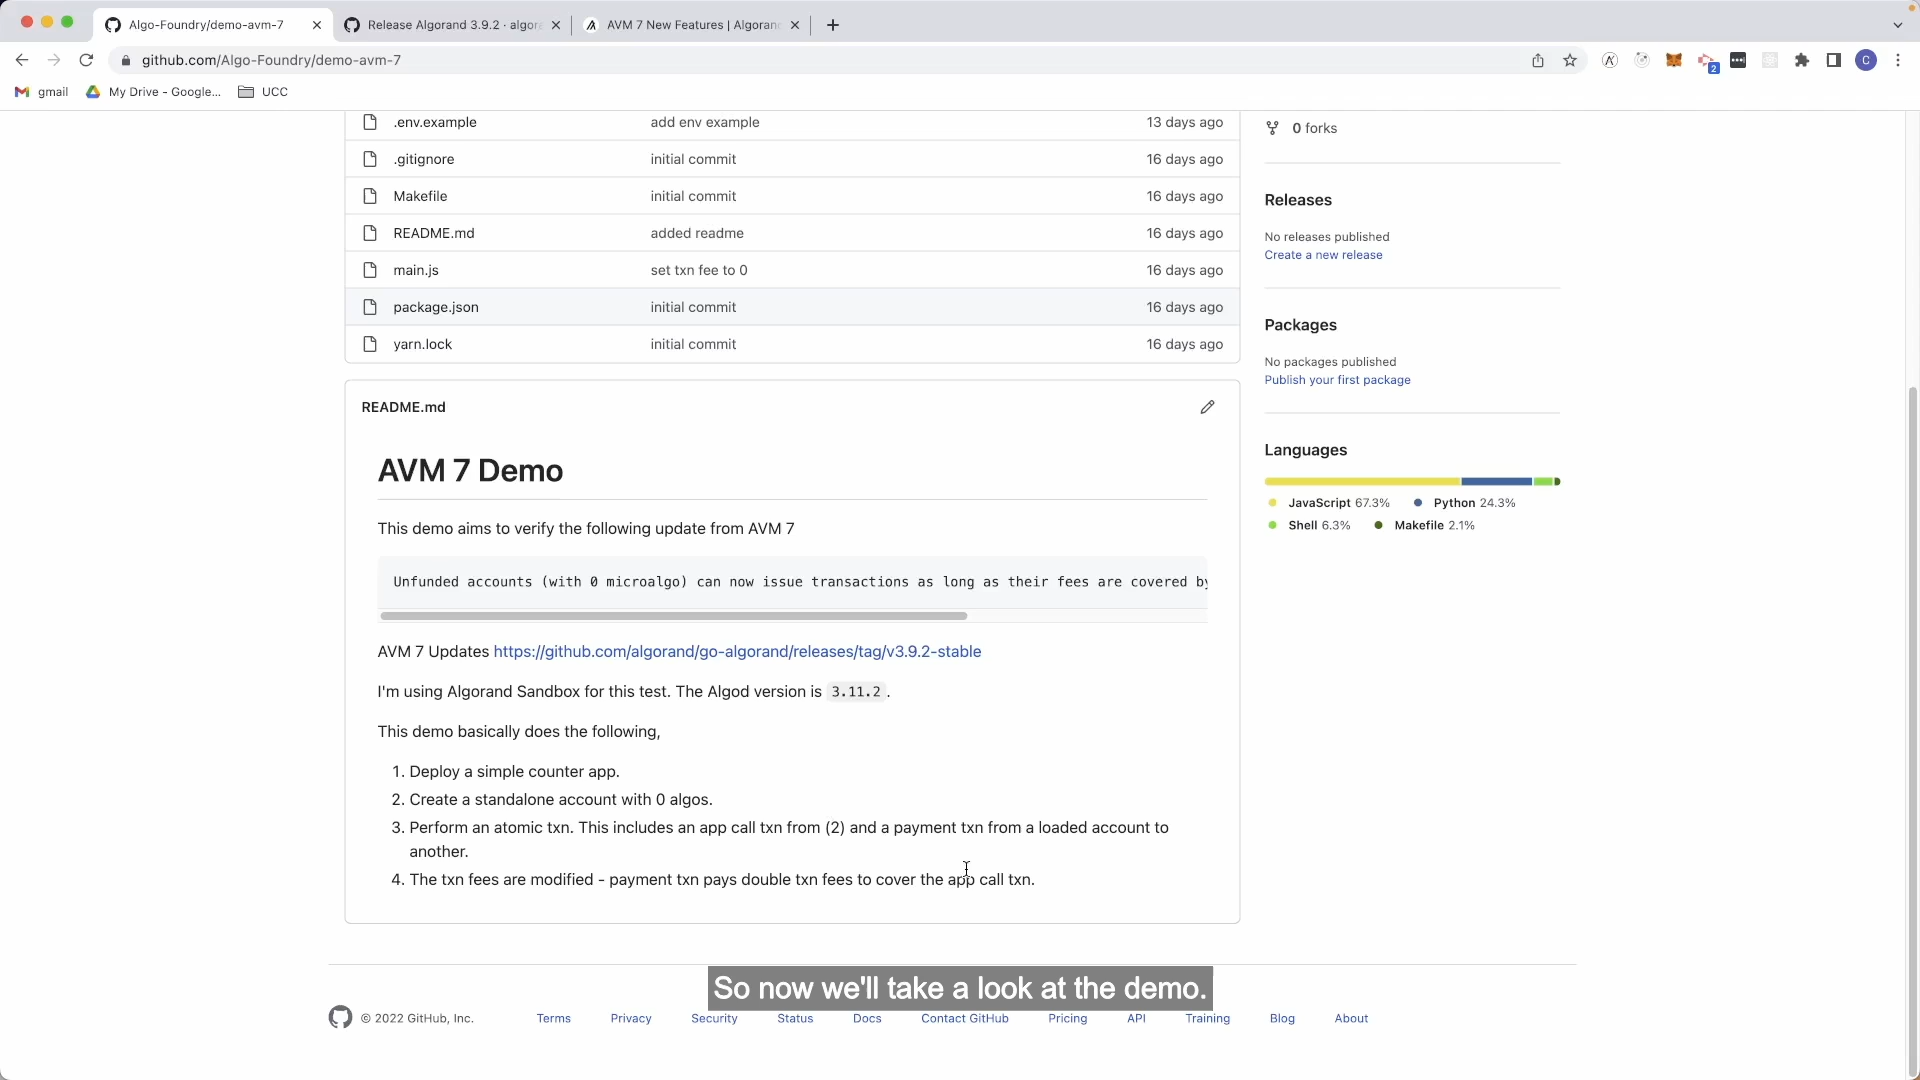 Algo-Foundry/demo-avm-7
Release Algorand 3.9.2 · algora
AVM 7 New Features | Algoran
github.com/Algo-Foundry/demo-avm-7
2
C
gmail
My Drive - Google...
UCC
.env.example add env example 13 days ago
.gitignore initial commit 16 days ago
Makefile initial commit 16 days ago
README.md added readme 16 days ago
main.js set txn fee to 0 16 days ago
package.json initial commit 16 days ago
yarn.lock initial commit 16 days ago
0 forks
Releases
No releases published
Create a new release
Packages
No packages published
Publish your first package
Languages
JavaScript 67.3% Python 24.3%
Shell 6.3% Makefile 2.1%
README.md
AVM 7 Demo
This demo aims to verify the following update from AVM 7
Unfunded accounts (with 0 microalgo) can now issue transactions as long as their fees are covered by
AVM 7 Updates https://github.com/algorand/go-algorand/releases/tag/v3.9.2-stable
I'm using Algorand Sandbox for this test. The Algod version is 3.11.2.
This demo basically does the following,
1. Deploy a simple counter app.
2. Create a standalone account with 0 algos.
3. Perform an atomic txn. This includes an app call txn from (2) and a payment txn from a loaded account to
another.
4. The txn fees are modified - payment txn pays double txn fees to cover the app call txn.
So now we'll take a look at the demo.
© 2022 GitHub, Inc. Terms Privacy Security Status Docs Contact GitHub Pricing API Training Blog About